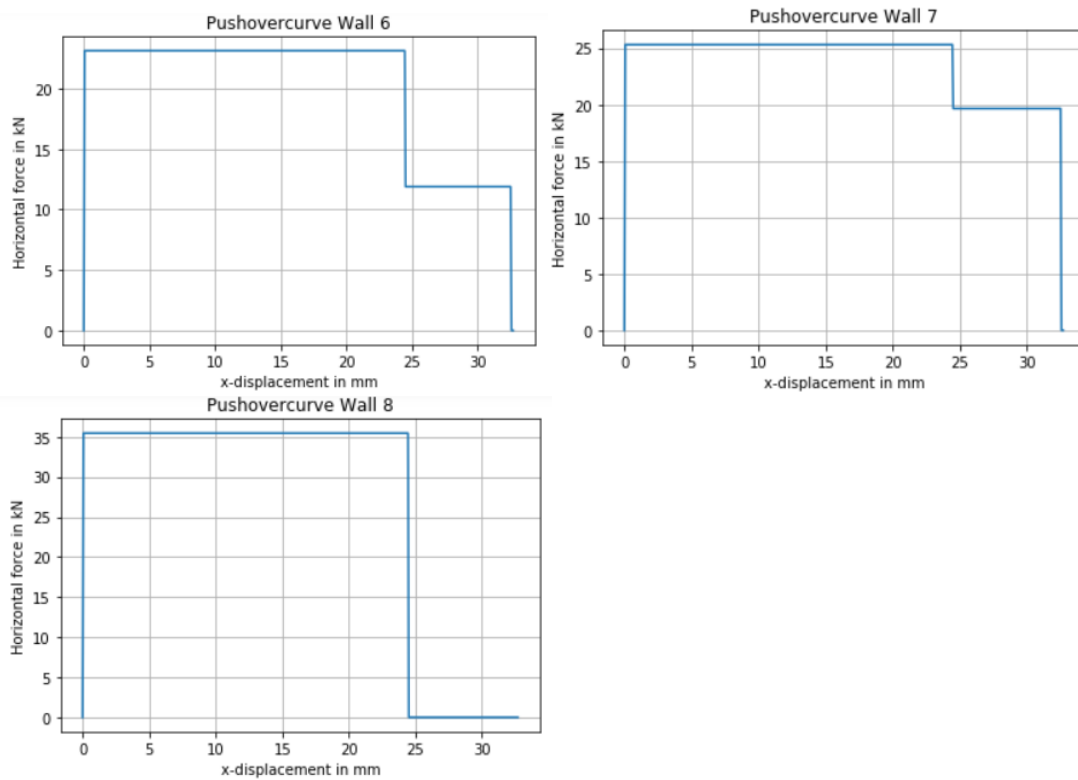 Pushovercurve Wall 6
Horizontal force in kN
20
15
10
5
0
0 5 10 15 20 25 30
x-displacement in mm
Pushovercurve Wall 7
Horizontal force in kN
25
20
15
10
5
0
0 5 10 15 20 25 30
x-displacement in mm
Pushovercurve Wall 8
Horizontal force in kN
35
30
25
20
15
10
5
0
0 5 10 15 20 25 30
x-displacement in mm